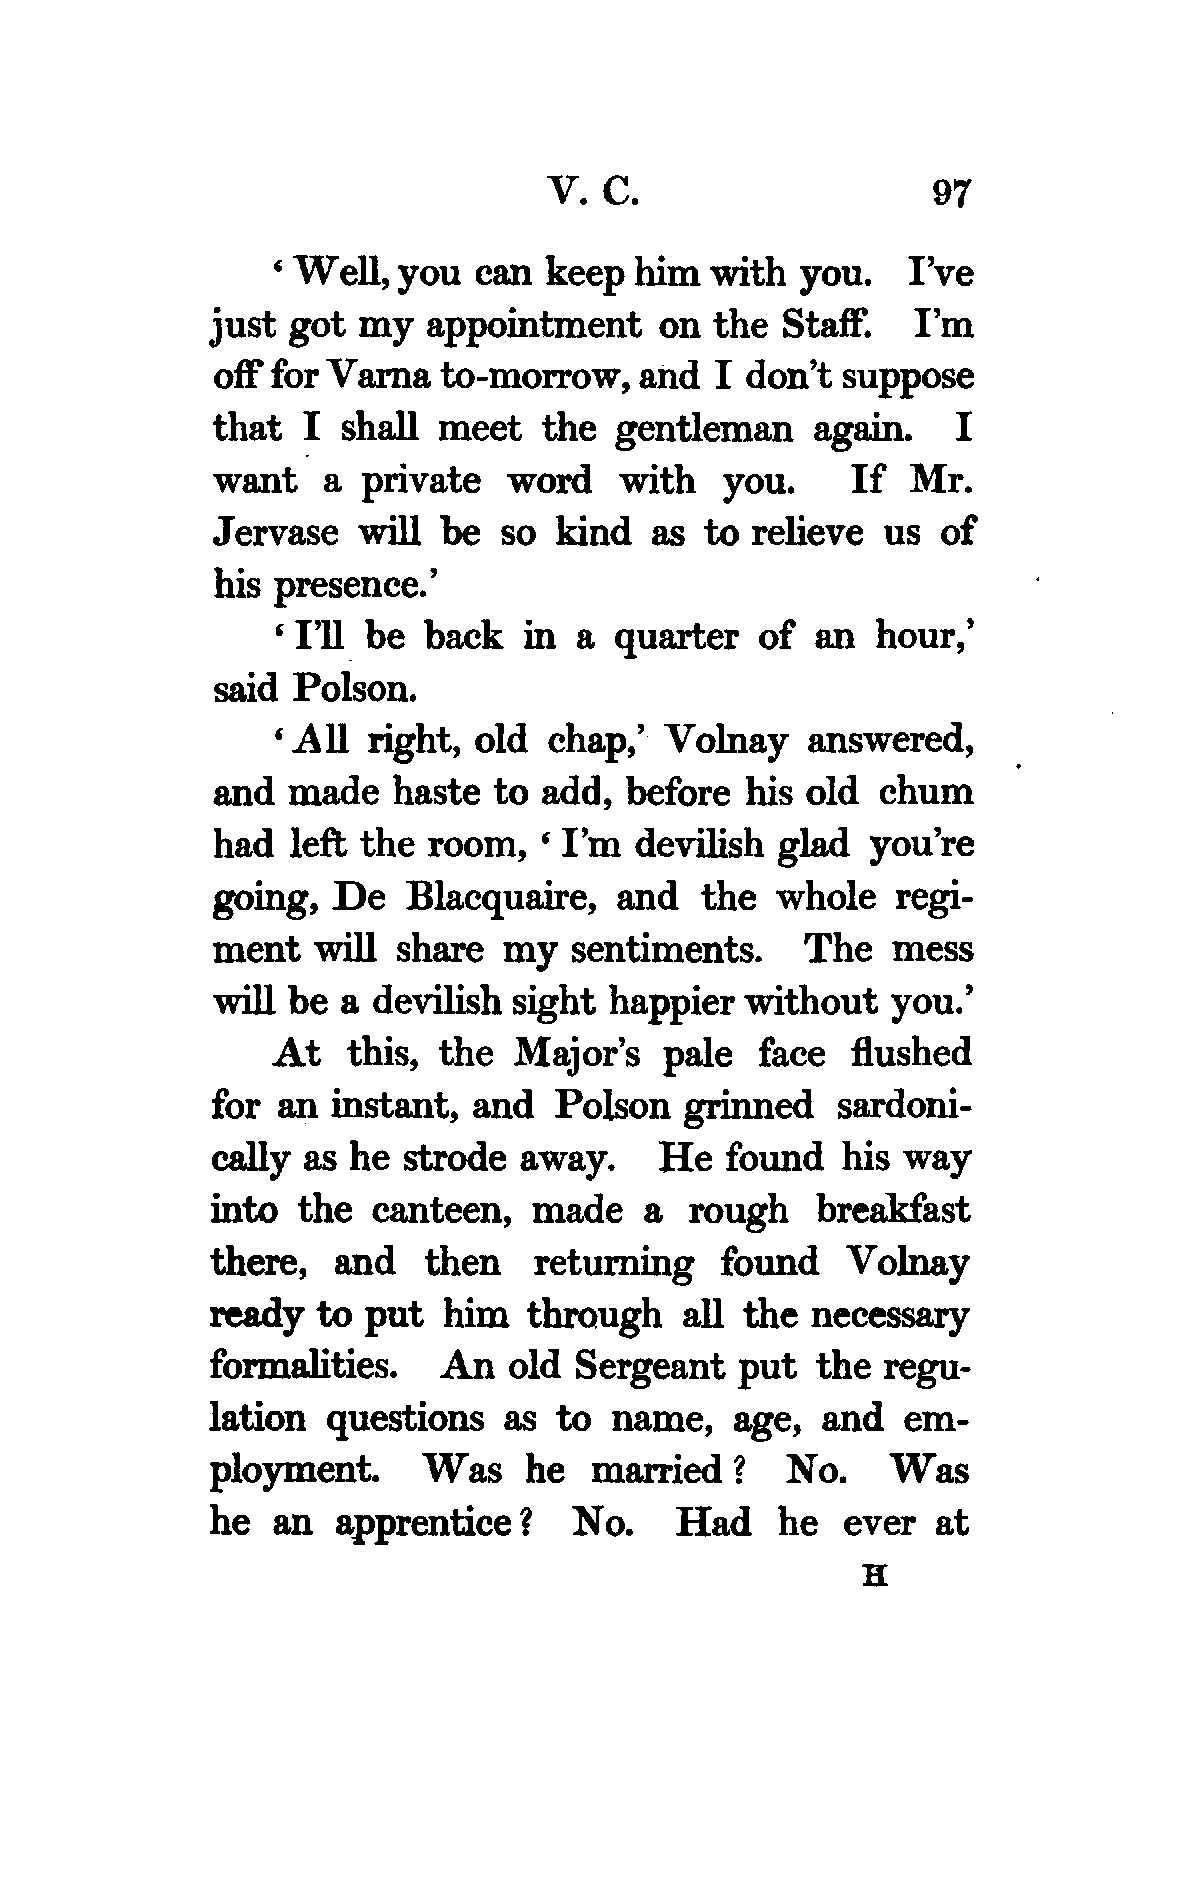 V. C. 97
‘ Well, you can keep him with you. I’ve
just got my appointment on the Staff. I’m
off for Varna to-morrow, and I don’t suppose
that I shall meet the gentleman again. I
want a private word with you. If Mr.
Jervase will be so kind as to relieve us of
his presence.’
‘ I’ll be back in a quarter of an hour,’
said Polson.
‘ All right, old chap,’ Volnay answered,
and made haste to add, before his old chum
had left the room, ‘ I’m devilish glad you’re
going, De Blacquaire, and the whole regi-
ment will share my sentiments. The mess
will be a devilish sight happier without you.’
At this, the Major’s pale face flushed
for an instant, and Polson grinned sardoni-
cally as he strode away. He found his way
into the canteen, made a rough breakfast
there, and then returning found Volnay
ready to put him through all the necessary
formalities. An old Sergeant put the regu-
lation questions as to name, age, and em-
ployment. Was he married ? No. Was
he an apprentice ? No. Had he ever at
H